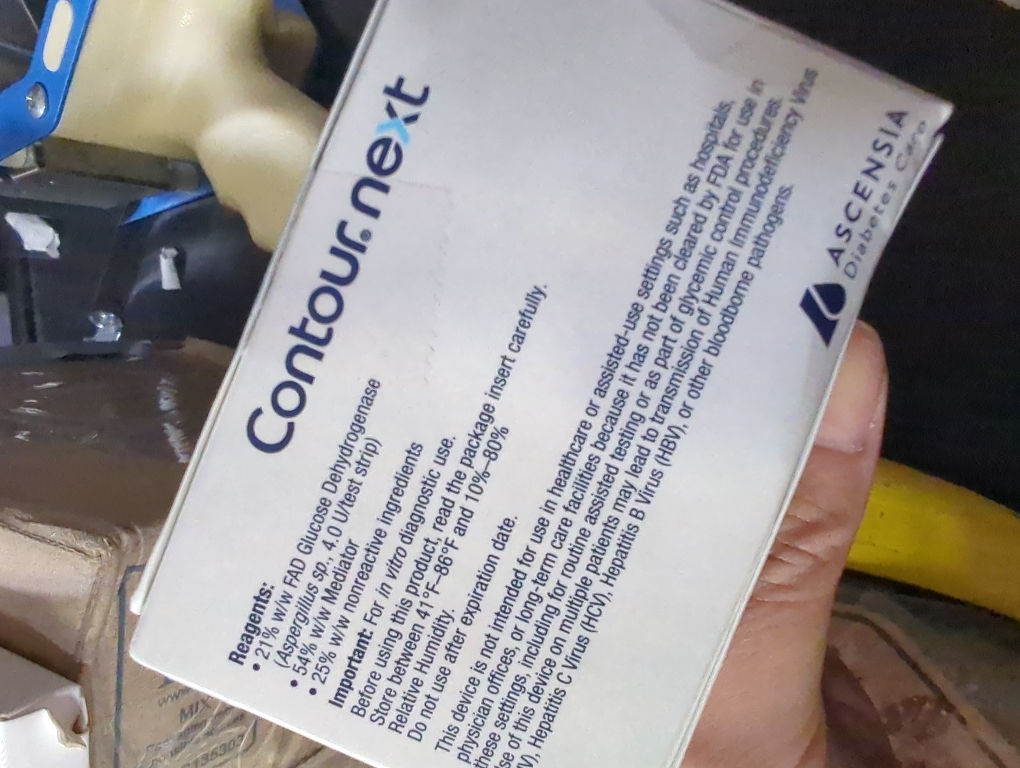 Contour.next
Reagents:
• 21% w/w FAD Glucose Dehydrogenase
(Aspergillus sp., 4.0 U/test strip)
• 54% w/w Mediator
• 25% w/w nonreactive ingredients
Important: For in vitro diagnostic use.
Before using this product, read the package insert carefully.
Store between 41°F–86°F and 10%–80%
Relative Humidity.
Do not use after expiration date.
This device is not intended for use in healthcare or assisted-use settings such as hospitals,
physician offices, or long-term care facilities because it has not been cleared by FDA for use in
these settings, including for routine assisted testing or as part of glycemic control procedures.
se of this device on multiple patients may lead to transmission of Human Immunodeficiency Virus
V), Hepatitis C Virus (HCV), Hepatitis B Virus (HBV), or other bloodborne pathogens.
ASCENSIA
Diabetes Care
www
MIX
135303